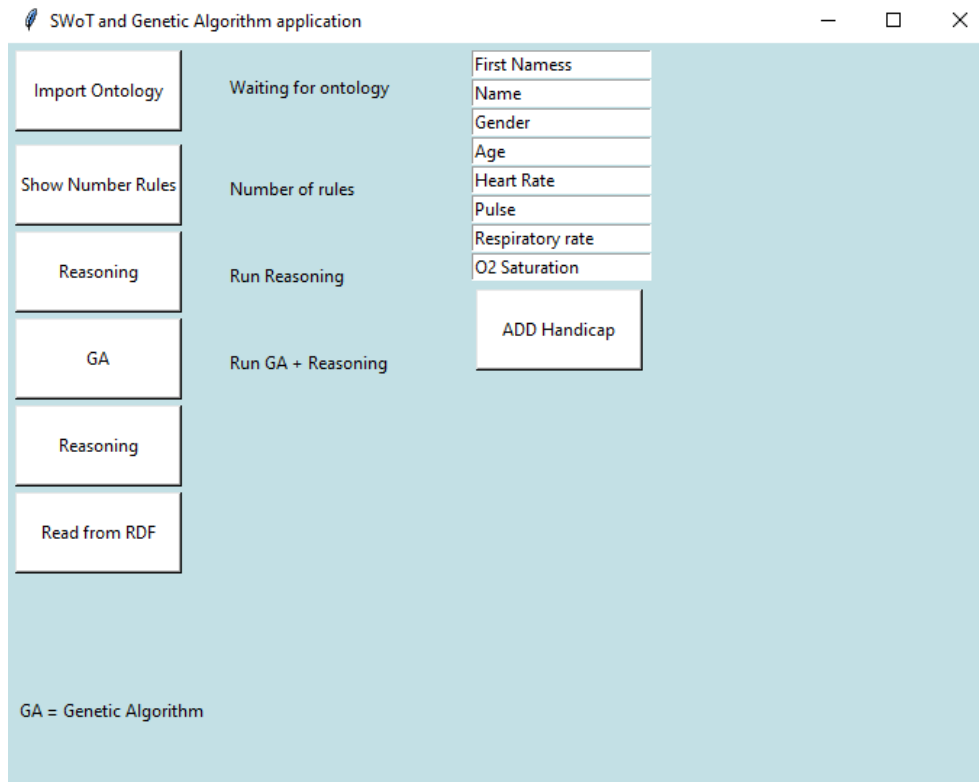 SWoT and Genetic Algorithm application
Import Ontology
Waiting for ontology
Show Number Rules
Number of rules
Reasoning
Run Reasoning
GA
Run GA + Reasoning
Reasoning
Read from RDF
First Namess
Name
Gender
Age
Heart Rate
Pulse
Respiratory rate
O2 Saturation
ADD Handicap
GA = Genetic Algorithm